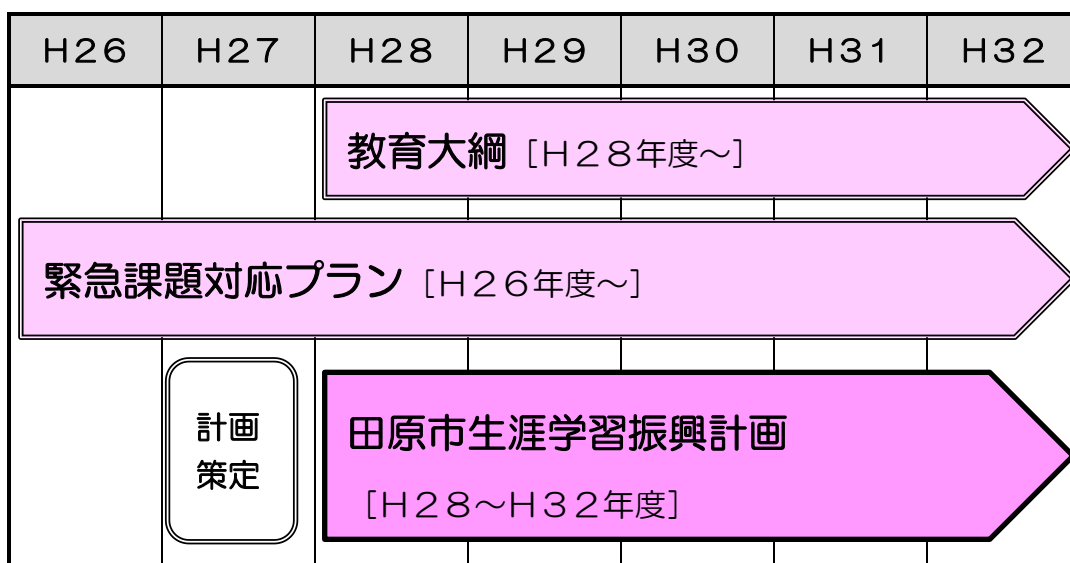 H26 H27 H28 H29 H30 H31 H32
教育大綱 [H28年度~]
緊急課題対応プラン [H26年度~]
計画
策定
田原市生涯学習振興計画
[H28~H32年度]